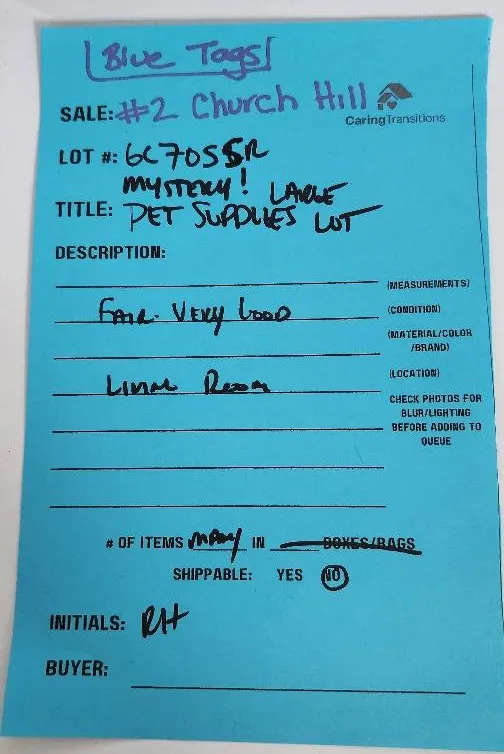 Blue Tags
SALE: #2 Church Hill
CaringTransitions
LOT #: 6C7055R
MYSTERY! LARGE
TITLE: PET SUPPLIES LOT
DESCRIPTION:
(MEASUREMENTS)
FAIR-VERY GOOD (CONDITION)
(MATERIAL/COLOR
/BRAND)
LIVING ROOM (LOCATION)
CHECK PHOTOS FOR
BLUR/LIGHTING
BEFORE ADDING TO
QUEUE
# OF ITEMS MANY IN BOXES/BAGS
SHIPPABLE: YES NO
INITIALS: RH
BUYER: